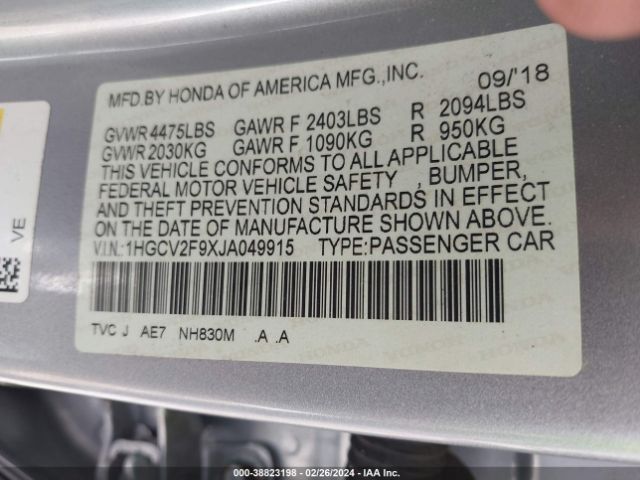 MFD.BY HONDA OF AMERICA MFG.,INC. 09/'18
GVWR 4475LBS GAWR F 2403LBS R 2094LBS
GVWR 2030KG GAWR F 1090KG R 950KG
THIS VEHICLE CONFORMS TO ALL APPLICABLE
FEDERAL MOTOR VEHICLE SAFETY , BUMPER,
AND THEFT PREVENTION STANDARDS IN EFFECT
ON THE DATE OF MANUFACTURE SHOWN ABOVE.
V.I.N.:1HGCV2F9XJA049915 TYPE:PASSENGER CAR
TVC J AE7 NH830M .A .A
VE
000-38823198 - 02/26/2024 - IAA Inc.